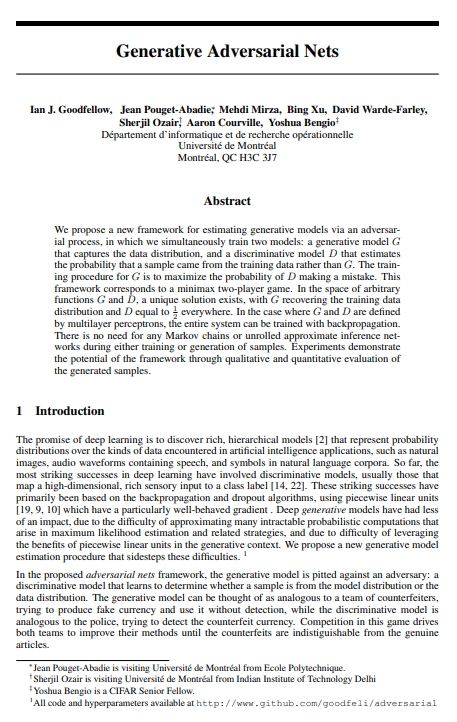 Generative Adversarial Nets
Ian J. Goodfellow, Jean Pouget-Abadie,* Mehdi Mirza, Bing Xu, David Warde-Farley,
Sherjil Ozair,† Aaron Courville, Yoshua Bengio‡
Département d'informatique et de recherche opérationnelle
Université de Montréal
Montréal, QC H3C 3J7
Abstract
We propose a new framework for estimating generative models via an adversar-
ial process, in which we simultaneously train two models: a generative model G
that captures the data distribution, and a discriminative model D that estimates
the probability that a sample came from the training data rather than G. The train-
ing procedure for G is to maximize the probability of D making a mistake. This
framework corresponds to a minimax two-player game. In the space of arbitrary
functions G and D, a unique solution exists, with G recovering the training data
distribution and D equal to 1/2 everywhere. In the case where G and D are defined
by multilayer perceptrons, the entire system can be trained with backpropagation.
There is no need for any Markov chains or unrolled approximate inference net-
works during either training or generation of samples. Experiments demonstrate
the potential of the framework through qualitative and quantitative evaluation of
the generated samples.
1 Introduction
The promise of deep learning is to discover rich, hierarchical models [2] that represent probability
distributions over the kinds of data encountered in artificial intelligence applications, such as natural
images, audio waveforms containing speech, and symbols in natural language corpora. So far, the
most striking successes in deep learning have involved discriminative models, usually those that
map a high-dimensional, rich sensory input to a class label [14, 22]. These striking successes have
primarily been based on the backpropagation and dropout algorithms, using piecewise linear units
[19, 9, 10] which have a particularly well-behaved gradient . Deep generative models have had less
of an impact, due to the difficulty of approximating many intractable probabilistic computations that
arise in maximum likelihood estimation and related strategies, and due to difficulty of leveraging
the benefits of piecewise linear units in the generative context. We propose a new generative model
estimation procedure that sidesteps these difficulties. 1
In the proposed adversarial nets framework, the generative model is pitted against an adversary: a
discriminative model that learns to determine whether a sample is from the model distribution or the
data distribution. The generative model can be thought of as analogous to a team of counterfeiters,
trying to produce fake currency and use it without detection, while the discriminative model is
analogous to the police, trying to detect the counterfeit currency. Competition in this game drives
both teams to improve their methods until the counterfeits are indistiguishable from the genuine
articles.
*Jean Pouget-Abadie is visiting Université de Montréal from Ecole Polytechnique.
†Sherjil Ozair is visiting Université de Montréal from Indian Institute of Technology Delhi
‡Yoshua Bengio is a CIFAR Senior Fellow.
1All code and hyperparameters available at http://www.github.com/goodfeli/adversarial